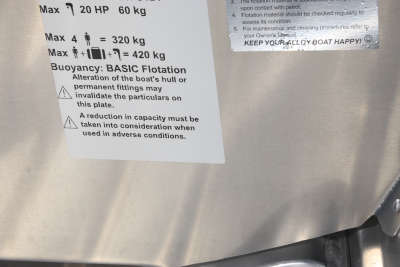 Max 20 HP 60 kg
Max 4 = 320 kg
Max + + = 420 kg
Buoyancy: BASIC Flotation
Alteration of the boat's hull or
permanent fittings may
invalidate the particulars on
this plate.
A reduction in capacity must be
taken into consideration when
used in adverse conditions.
upon contact with petrol.
4. Flotation material should be checked regularly to
assess its condition.
5. For maintenance and cleaning procedures refer to
your Owners Manual.
KEEP YOUR ALLOY BOAT HAPPY!